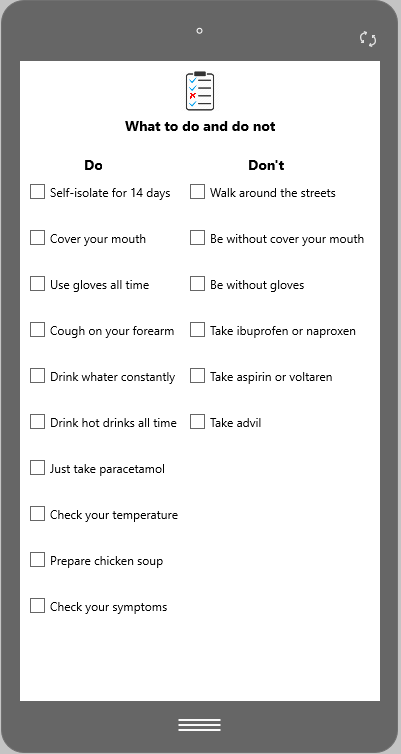 What to do and do not
Do
Self-isolate for 14 days
Cover your mouth
Use gloves all time
Cough on your forearm
Drink whater constantly
Drink hot drinks all time
Just take paracetamol
Check your temperature
Prepare chicken soup
Check your symptoms
Don't
Walk around the streets
Be without cover your mouth
Be without gloves
Take ibuprofen or naproxen
Take aspirin or voltaren
Take advil